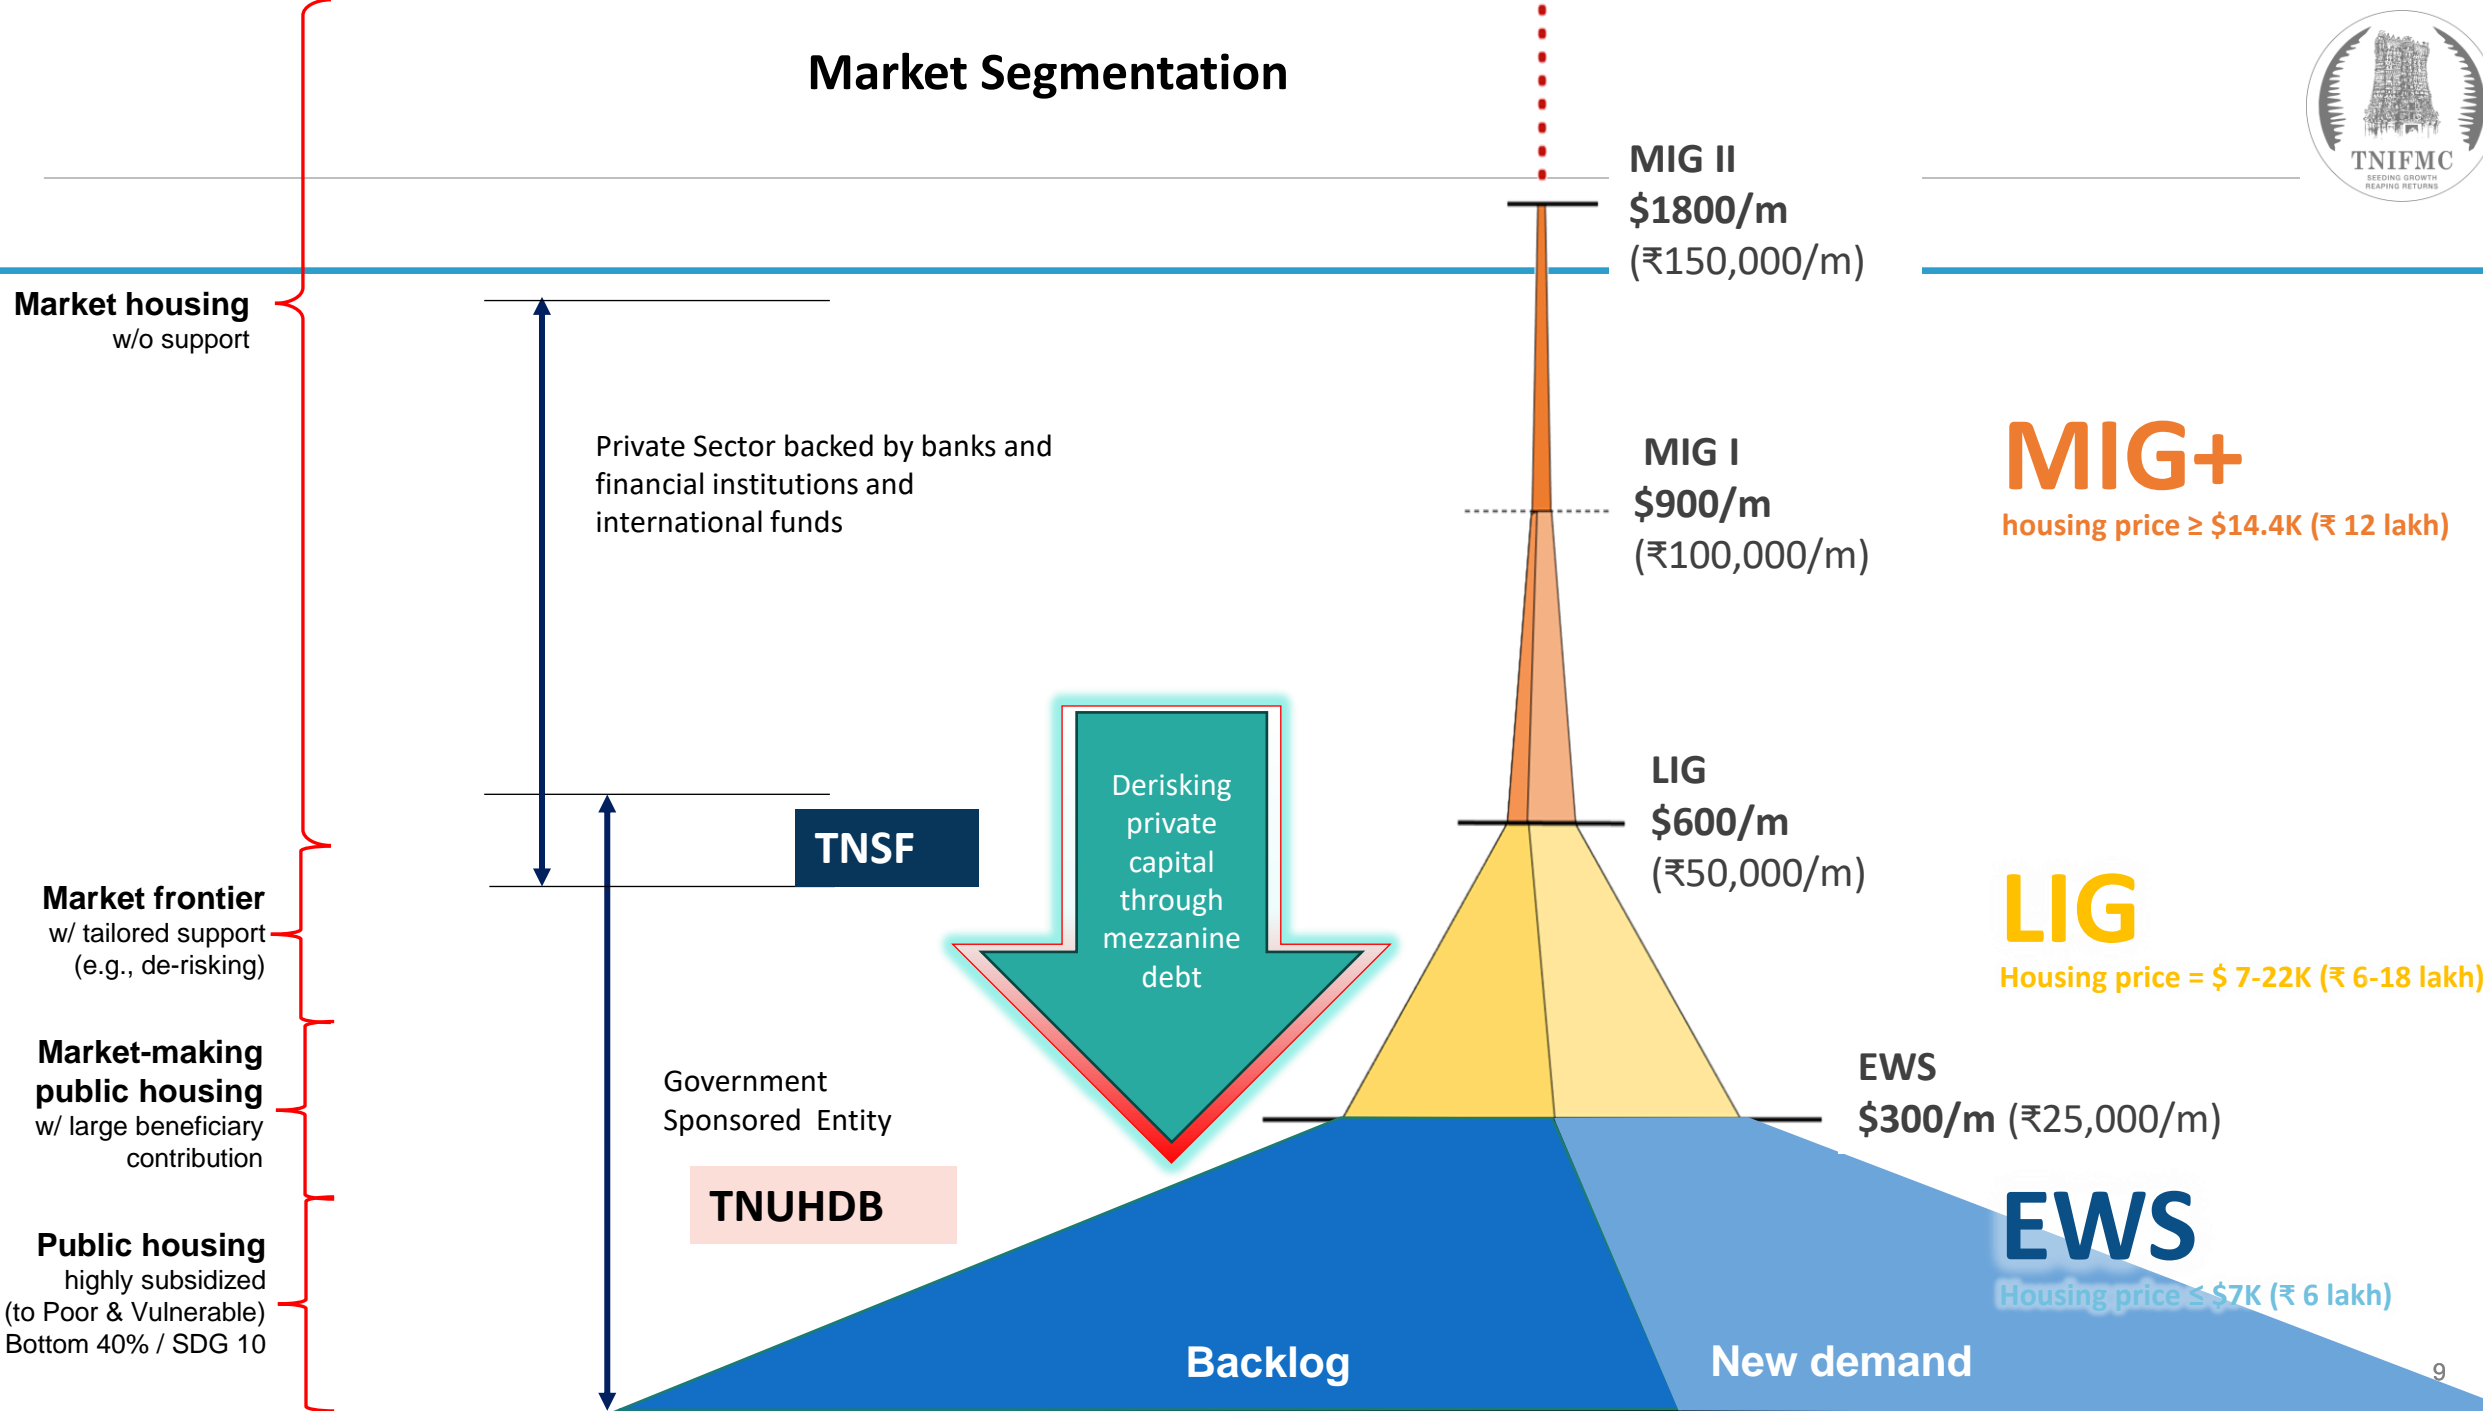 Market Segmentation
TNIFMC
SEEDING GROWTH
REAPING RETURNS
MIG II
$1800/m
(₹150,000/m)
Market housing
w/o support
Private Sector backed by banks and
financial institutions and
international funds
MIG I
$900/m
(₹100,000/m)
MIG+
housing price ≥ $14.4K (₹ 12 lakh)
TNSF
Derisking
private
capital
through
mezzanine
debt
LIG
$600/m
(₹50,000/m)
Market frontier
w/ tailored support
(e.g., de-risking)
LIG
Housing price = $ 7-22K (₹ 6-18 lakh)
Market-making
public housing
w/ large beneficiary
contribution
Government
Sponsored  Entity
EWS
$300/m (₹25,000/m)
TNUHDB
Public housing
highly subsidized
(to Poor & Vulnerable)
Bottom 40% / SDG 10
EWS
Housing price ≤ $7K (₹ 6 lakh)
Backlog
New demand
9